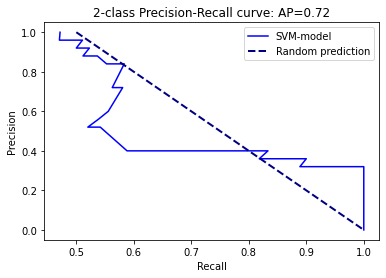 2-class Precision-Recall curve: AP=0.72
SVM-model
Random prediction
Precision
1.0
0.8
0.6
0.4
0.2
0.0
0.5 0.6 0.7 0.8 0.9 1.0
Recall